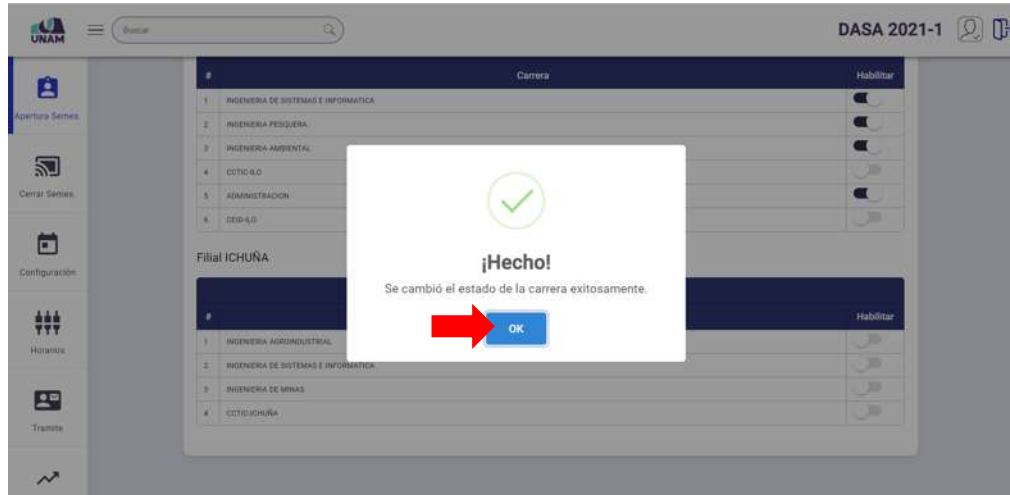 UNAM
Buscar
DASA 2021-1
Apertura Semes.
Cerrar Semes.
Configuración
Horarios
Tramite
# Carrera Habilitar
1 INGENIERIA DE SISTEMAS E INFORMATICA
2 INGENIERIA PESQUERA
3 INGENIERIA AMBIENTAL
4 CCTIC-ILO
5 ADMINISTRACION
6 CEID-ILO
Filial ICHUÑA
# Habilitar
1 INGENIERIA AGROINDUSTRIAL
2 INGENIERIA DE SISTEMAS E INFORMATICA
3 INGENIERIA DE MINAS
4 CCTIC-ICHUÑA
¡Hecho!
Se cambió el estado de la carrera exitosamente.
OK